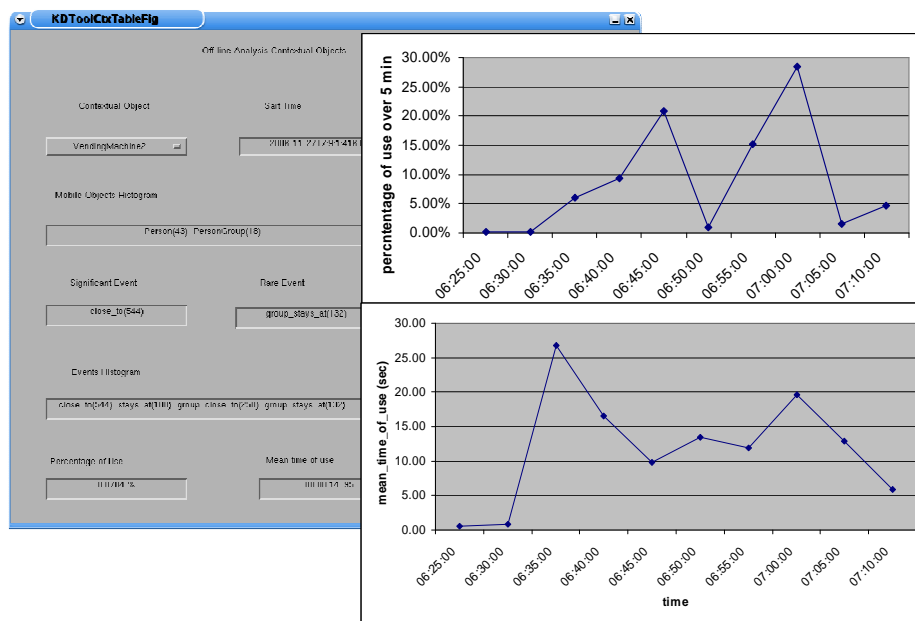 KDToolCtxTableFig
Off-line Analysis Contextual Objects
Contextual Object
Start Time
VendingMachine2
Mobile Objects Histogram
Person(43) PersonGroup(18)
Significant Event
Rare Event
close_to(544)
group_stays_at(132)
Events Histogram
close_to(544) group_stays_at(132)
Percentage of Use
Mean time of use
percntentage of use over 5 min
30.00%
25.00%
20.00%
15.00%
10.00%
5.00%
0.00%
06:25:00 06:30:00 06:35:00 06:40:00 06:45:00 06:50:00 06:55:00 07:00:00 07:05:00 07:10:00
mean_time_of_use (sec)
30.00
25.00
20.00
15.00
10.00
5.00
0.00
06:25:00 06:30:00 06:35:00 06:40:00 06:45:00 06:50:00 06:55:00 07:00:00 07:05:00 07:10:00
time